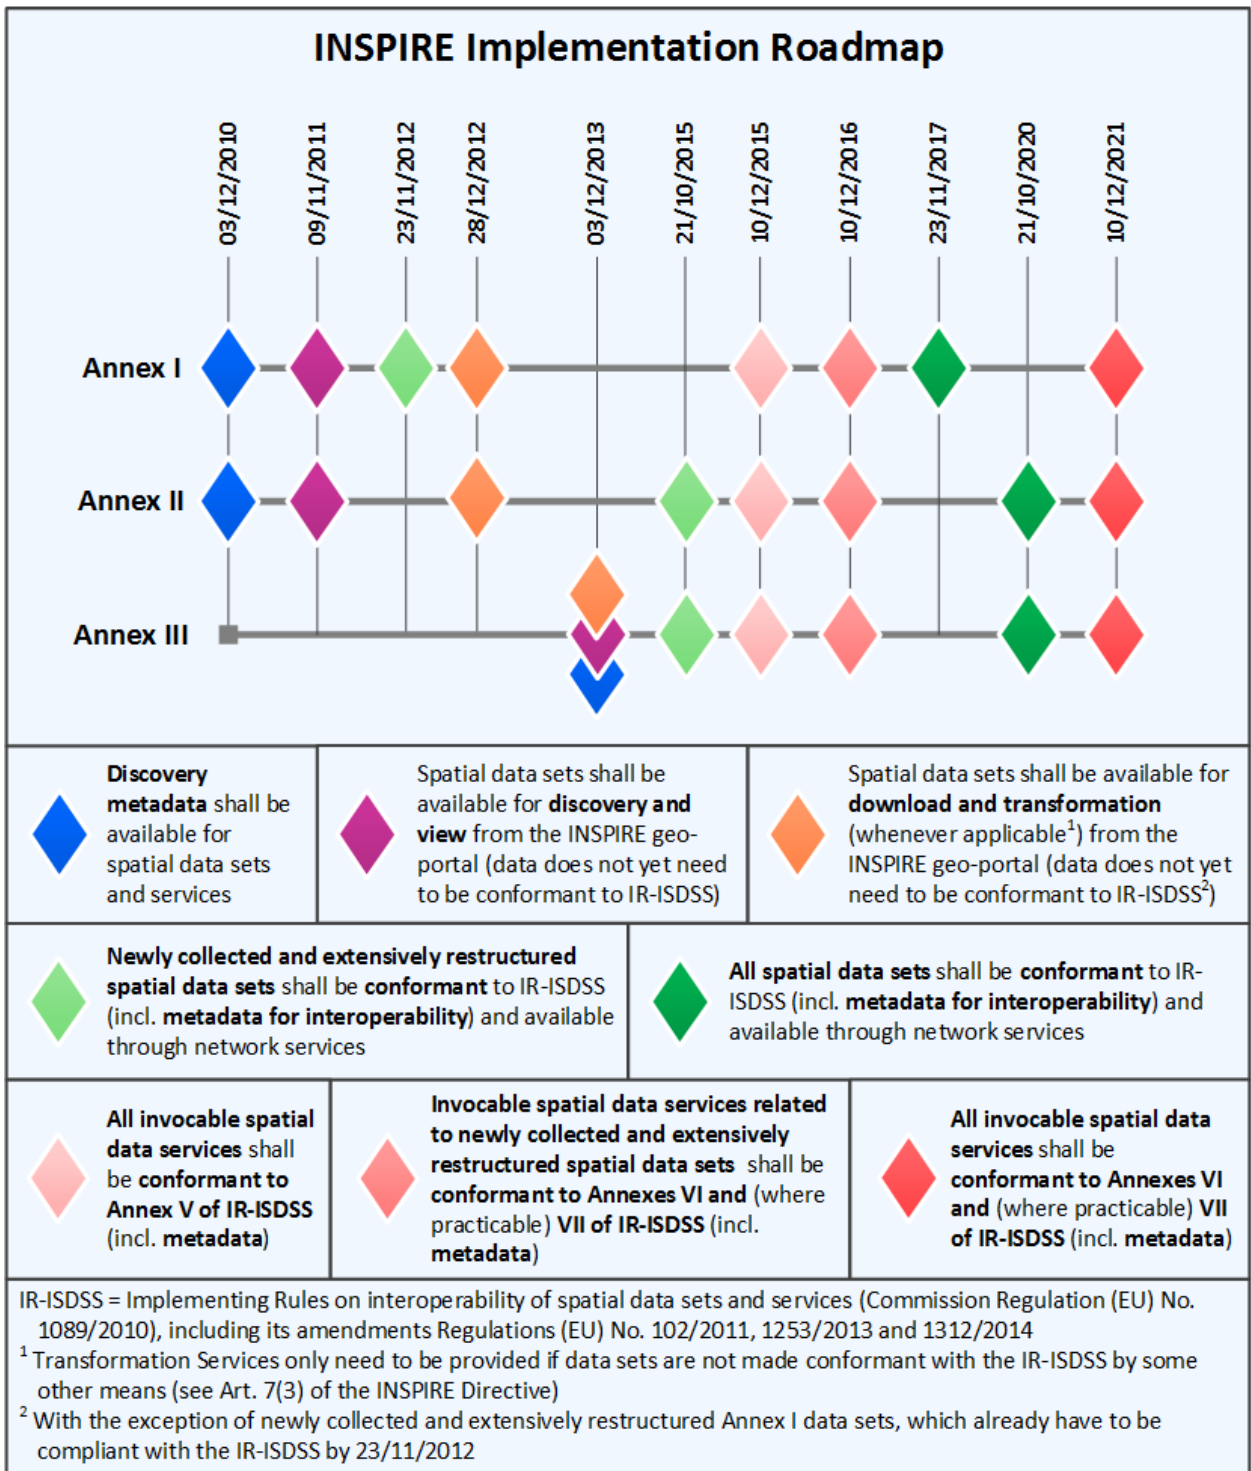 INSPIRE Implementation Roadmap
03/12/2010
09/11/2011
23/11/2012
28/12/2012
03/12/2013
21/10/2015
10/12/2015
10/12/2016
23/11/2017
21/10/2020
10/12/2021
Annex I
Annex II
Annex III
Discovery
metadata shall be
available for
spatial data sets
and services
Spatial data sets shall be
available for discovery and
view from the INSPIRE geo-
portal (data does not yet need
to be conformant to IR-ISDSS)
Spatial data sets shall be available for
download and transformation
(whenever applicable1) from the
INSPIRE geo-portal (data does not yet
need to be conformant to IR-ISDSS2)
Newly collected and extensively restructured
spatial data sets shall be conformant to IR-ISDSS
(incl. metadata for interoperability) and available
through network services
All spatial data sets shall be conformant to IR-
ISDSS (incl. metadata for interoperability) and
available through network services
All invocable spatial
data services shall
be conformant to
Annex V of IR-ISDSS
(incl. metadata)
Invocable spatial data services related
to newly collected and extensively
restructured spatial data sets shall be
conformant to Annexes VI and (where
practicable) VII of IR-ISDSS (incl.
metadata)
All invocable spatial data
services shall be
conformant to Annexes VI
and (where practicable) VII
of IR-ISDSS (incl. metadata)
IR-ISDSS = Implementing Rules on interoperability of spatial data sets and services (Commission Regulation (EU) No.
1089/2010), including its amendments Regulations (EU) No. 102/2011, 1253/2013 and 1312/2014
1 Transformation Services only need to be provided if data sets are not made conformant with the IR-ISDSS by some
other means (see Art. 7(3) of the INSPIRE Directive)
2 With the exception of newly collected and extensively restructured Annex I data sets, which already have to be
compliant with the IR-ISDSS by 23/11/2012